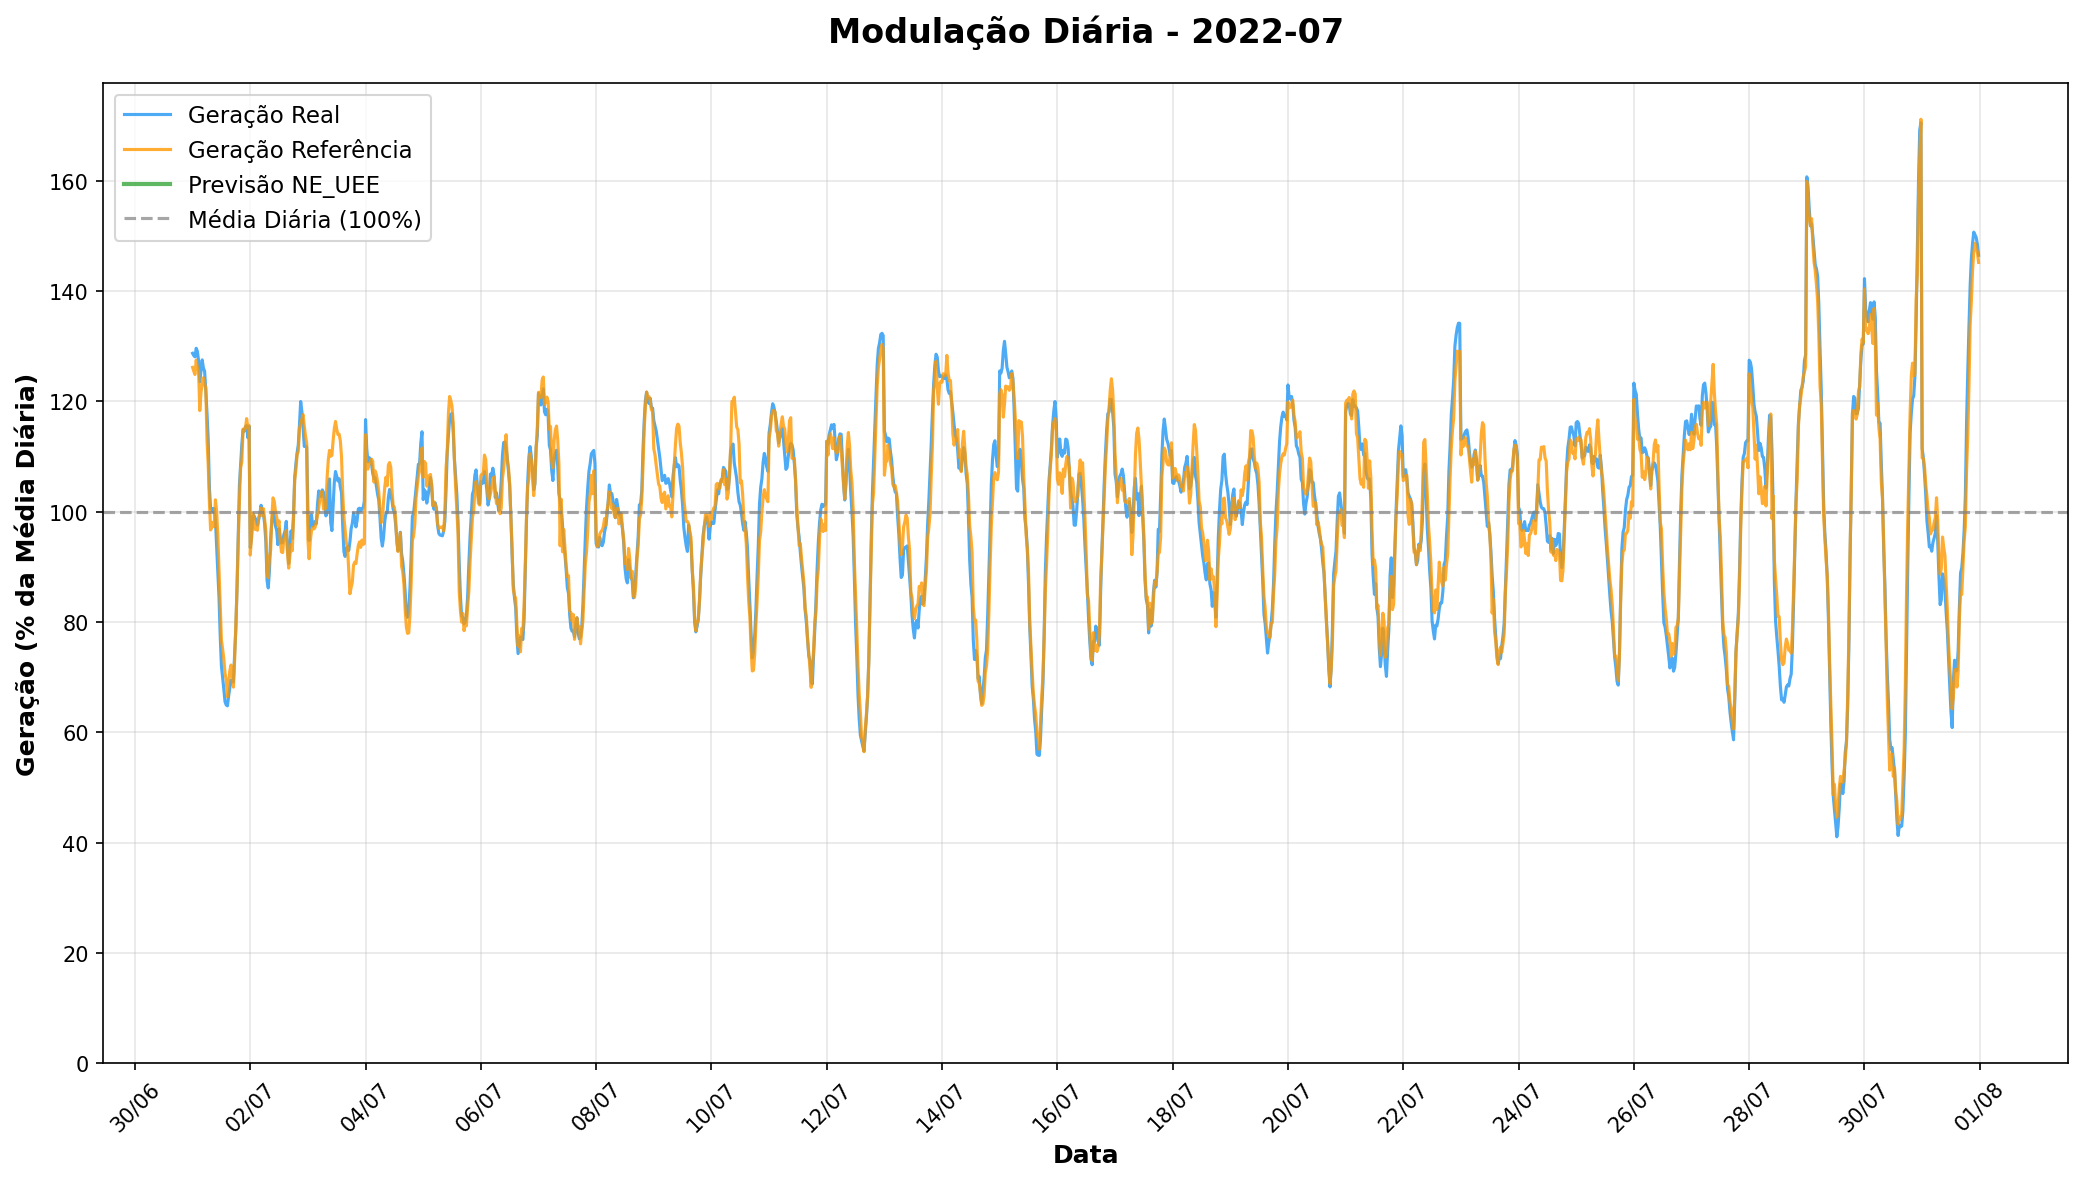 Modulação Diária - 2022-07
Geração Real
Geração Referência
Previsão NE_UEE
Média Diária (100%)
Geração (% da Média Diária)
160
140
120
100
80
60
40
20
0
30/06 02/07 04/07 06/07 08/07 10/07 12/07 14/07 16/07 18/07 20/07 22/07 24/07 26/07 28/07 30/07 01/08
Data